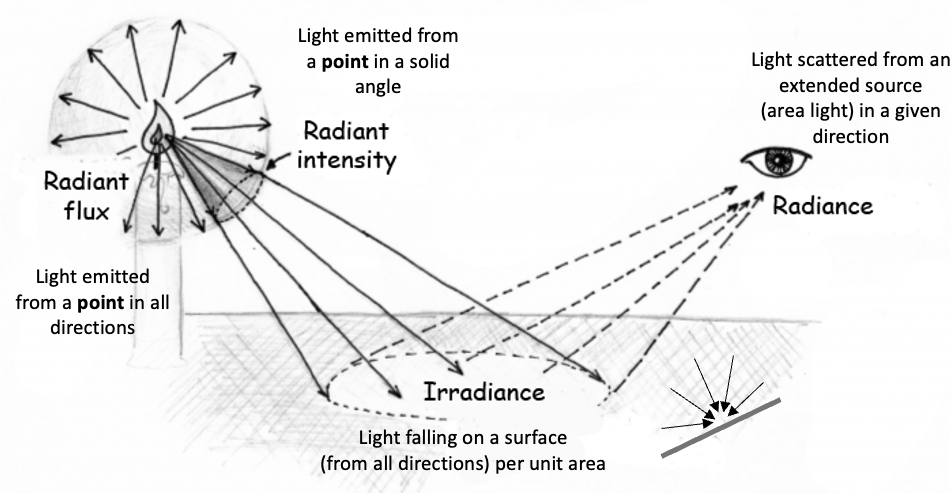 Light emitted from
a point in a solid
angle
Radiant
intensity
Radiant
flux
Light emitted
from a point in all
directions
Light scattered from an
extended source
(area light) in a given
direction
Radiance
Irradiance
Light falling on a surface
(from all directions) per unit area